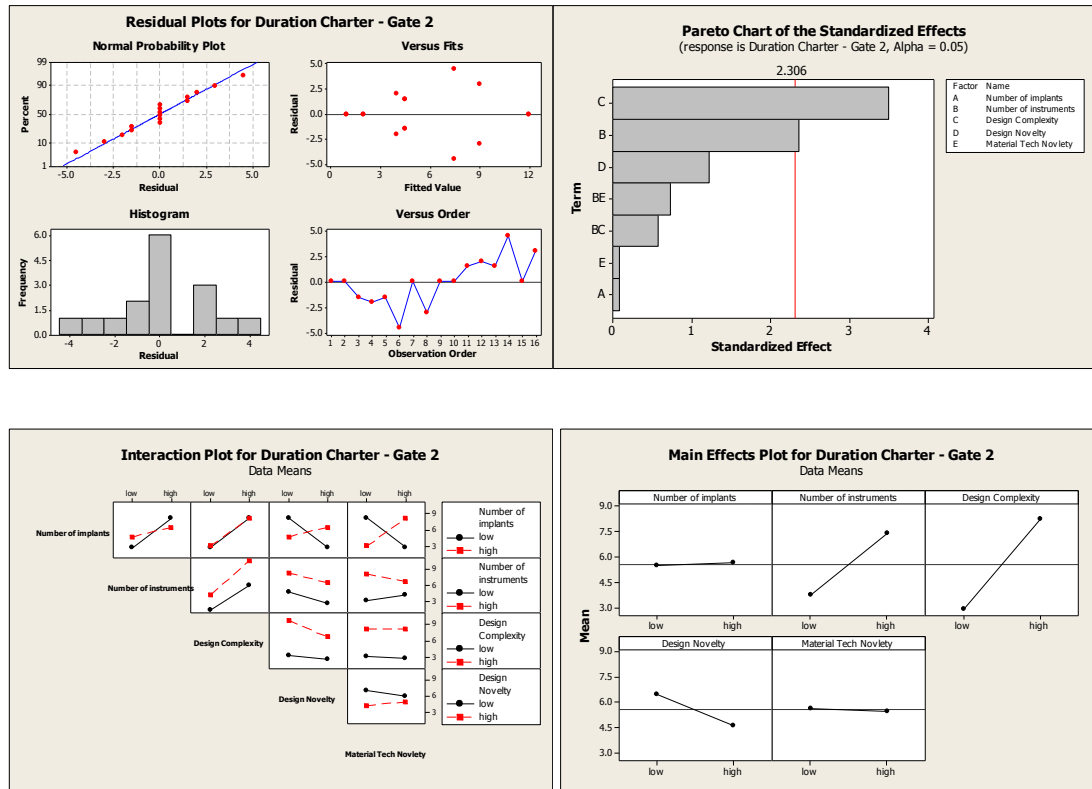 Residual Plots for Duration Charter - Gate 2
Normal Probability Plot
Versus Fits
99
90
50
10
1
Percent
-5.0 -2.5 0.0 2.5 5.0
Residual
5.0
2.5
0.0
-2.5
-5.0
Residual
0 3 6 9 12
Fitted Value
Histogram
Versus Order
6.0
4.5
3.0
1.5
0.0
Frequency
-4 -2 0 2 4
Residual
5.0
2.5
0.0
-2.5
-5.0
Residual
1 2 3 4 5 6 7 8 9 10 11 12 13 14 15 16
Observation Order
Pareto Chart of the Standardized Effects
(response is Duration Charter - Gate 2, Alpha = 0.05)
2.306
Term
C
B
D
BE
BC
E
A
0 1 2 3 4
Standardized Effect
Factor Name
A Number of implants
B Number of instruments
C Design Complexity
D Design Novelty
E Material Tech Novlety
Interaction Plot for Duration Charter - Gate 2
Data Means
low high low high low high low high
Number of implants
9
6
3
Number of
implants
low
high
Number of instruments
9
6
3
Number of
instruments
low
high
Design Complexity
9
6
3
Design
Complexity
low
high
Design Novelty
9
6
3
Design
Novelty
low
high
Material Tech Novlety
Main Effects Plot for Duration Charter - Gate 2
Data Means
Number of implants Number of instruments Design Complexity
9.0
7.5
6.0
4.5
3.0
Mean
low high low high low high
Design Novelty Material Tech Novlety
9.0
7.5
6.0
4.5
3.0
low high low high